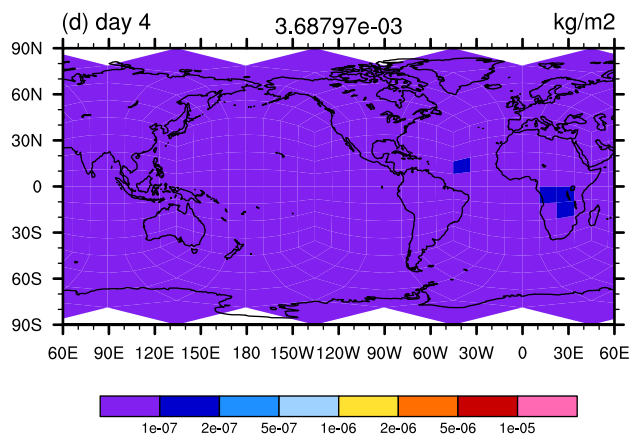 (d) day 4 3.68797e-03 kg/m2
90N
60N
30N
0
30S
60S
90S
60E 90E 120E 150E 180 150W 120W 90W 60W 30W 0 30E 60E
1e-07 2e-07 5e-07 1e-06 2e-06 5e-06 1e-05